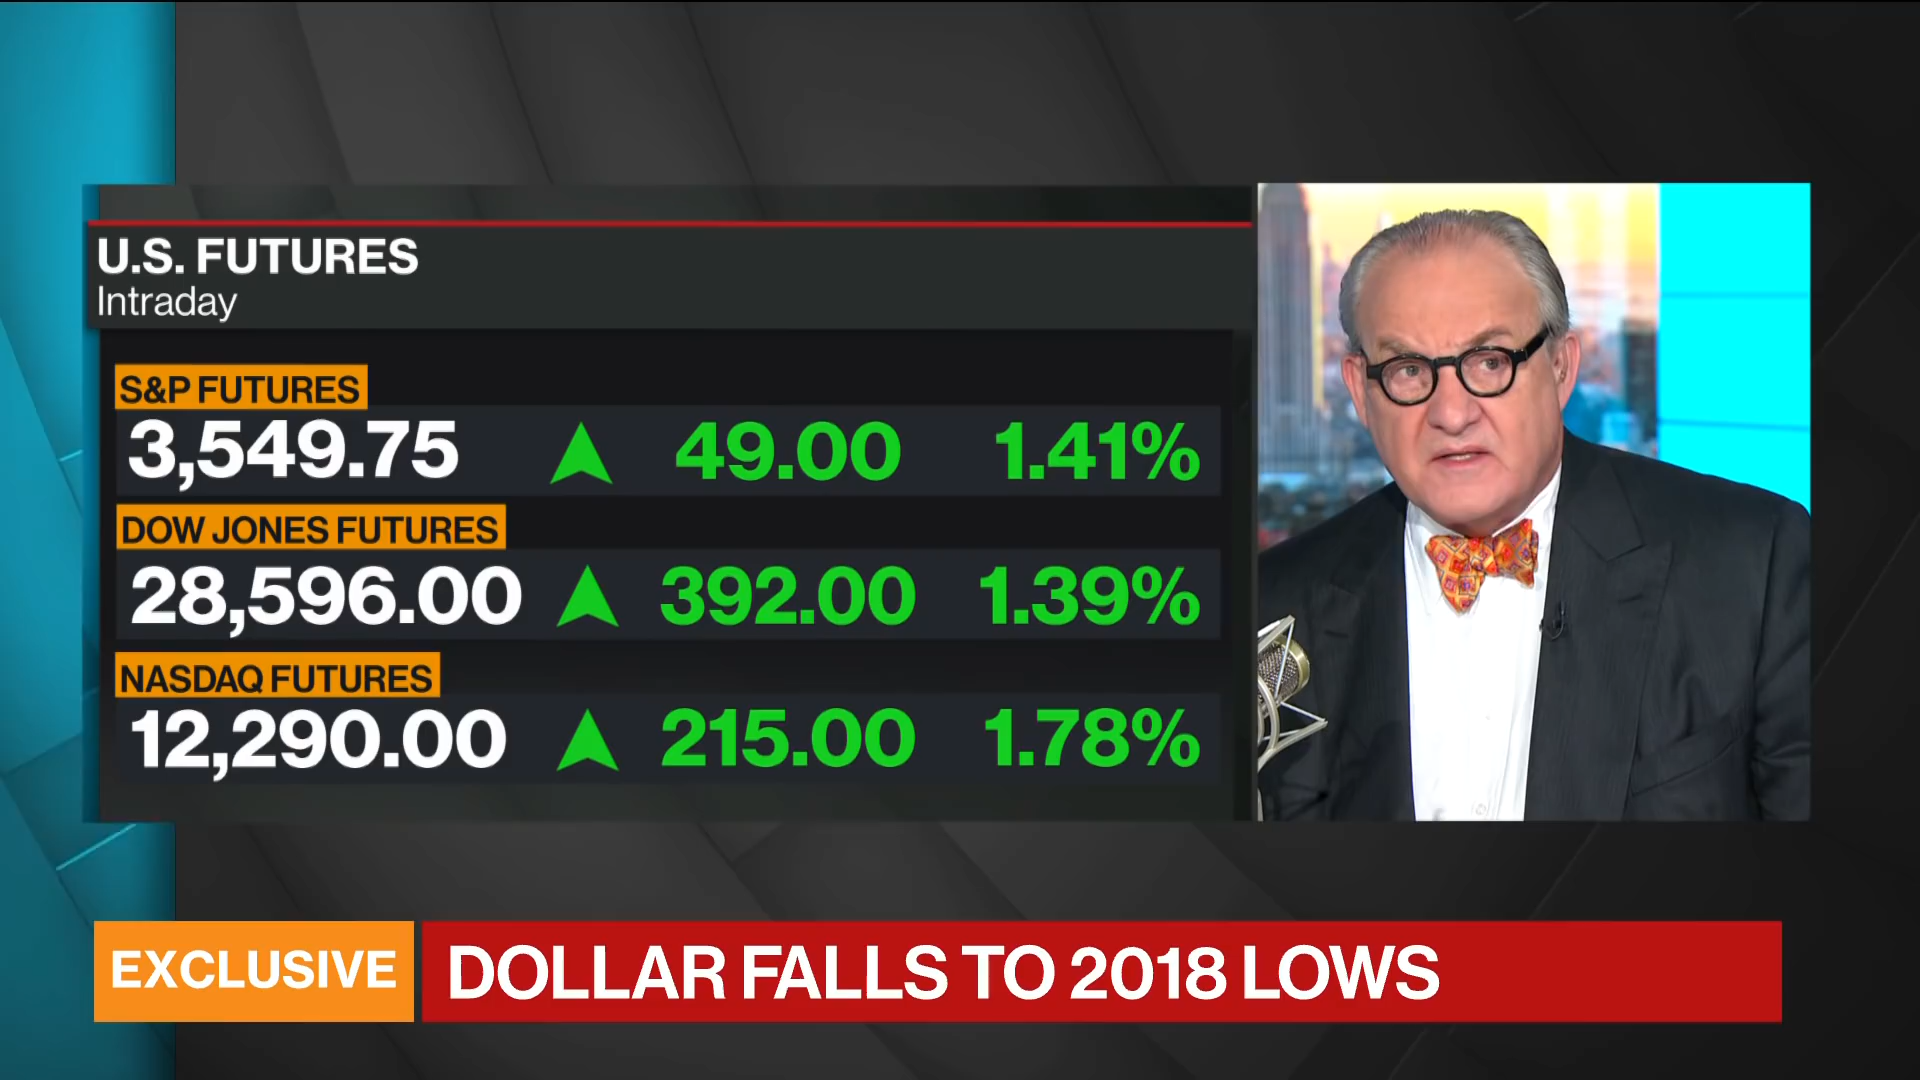 U.S. FUTURES
Intraday
S&P FUTURES
3,549.75 ▲ 49.00 1.41%
DOW JONES FUTURES
28,596.00 ▲ 392.00 1.39%
NASDAQ FUTURES
12,290.00 ▲ 215.00 1.78%
EXCLUSIVE DOLLAR FALLS TO 2018 LOWS